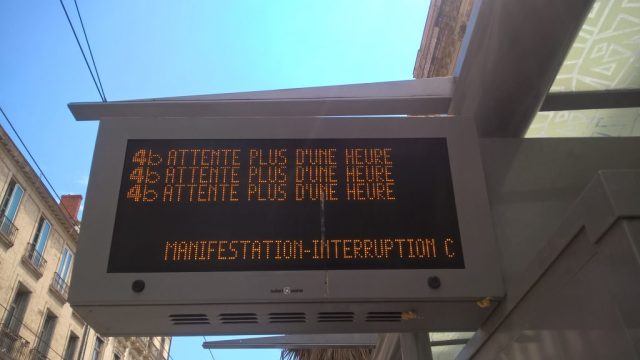 4b ATTENTE PLUS D'UNE HEURE
4b ATTENTE PLUS D'UNE HEURE
4b ATTENTE PLUS D'UNE HEURE
MANIFESTATION-INTERRUPTION C